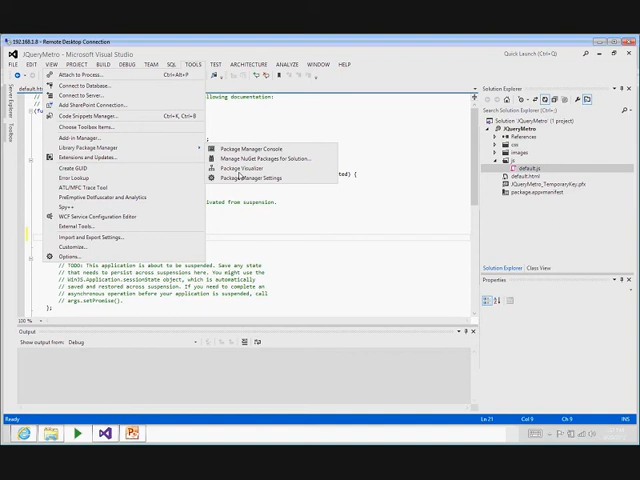 192.168.1.8 - Remote Desktop Connection
JQueryMetro - Microsoft Visual Studio
Quick Launch (Ctrl+Q)
FILE EDIT VIEW PROJECT BUILD DEBUG TEAM SQL TOOLS TEST ARCHITECTURE ANALYZE WINDOW HELP
Attach to Process... Ctrl+Alt+P
Connect to Database...
Connect to Server...
Add SharePoint Connection...
Code Snippets Manager... Ctrl+K, Ctrl+B
Choose Toolbox Items...
Add-in Manager...
Library Package Manager
Extensions and Updates...
Create GUID
Error Lookup
ATL/MFC Trace Tool
PreEmptive Dotfuscator and Analytics
Spy++
WCF Service Configuration Editor
External Tools...
Import and Export Settings...
Customize...
Options...
Package Manager Console
Manage NuGet Packages for Solution...
Package Visualizer
Package Manager Settings
Server Explorer
Toolbox
default.ht
following documentation:
ted) {
ivated from suspension.
// TODO: This application is about to be suspended. Save any state
// that needs to persist across suspensions here. You might use the
// WinJS.Application.sessionState object, which is automatically
// saved and restored across suspension. If you need to complete an
// asynchronous operation before your application is suspended, call
// args.setPromise().
};
100 %
Output
Show output from: Debug
Solution Explorer
Search Solution Explorer (Ctrl+;)
Solution 'JQueryMetro' (1 project)
JQueryMetro
References
css
images
js
default.js
default.html
JQueryMetro_TemporaryKey.pfx
package.appxmanifest
Solution Explorer Class View
Properties
Ready
Ln 21 Col 9 Ch 9